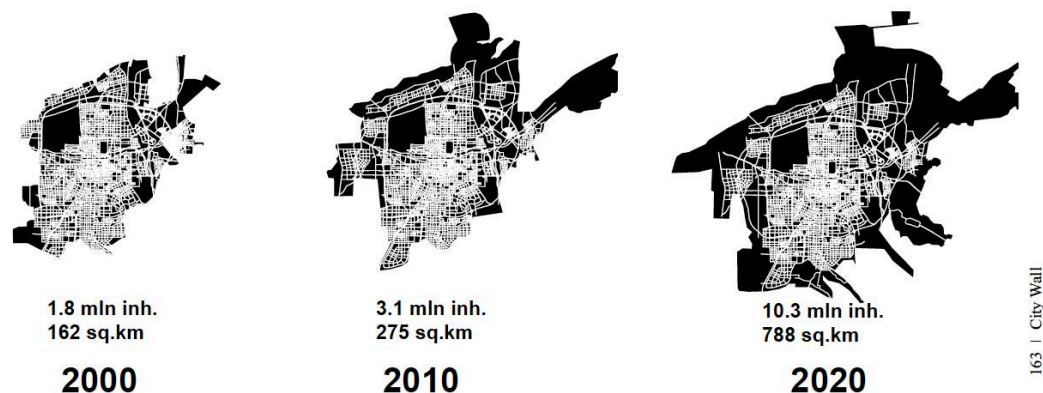 1.8 mln inh.
162 sq.km
2000
3.1 mln inh.
275 sq.km
2010
10.3 mln inh.
788 sq.km
2020
163 | City Wall